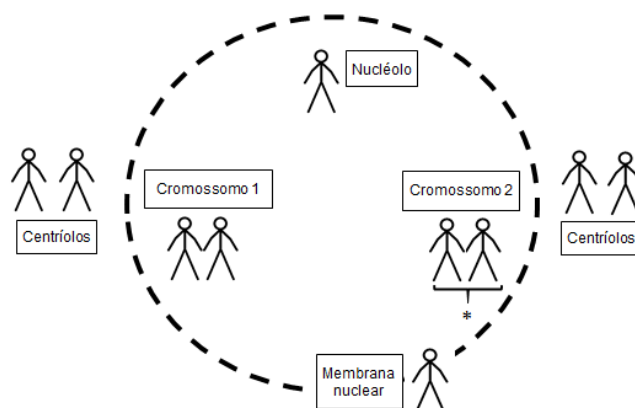 Nucléolo
Cromossomo 1
Cromossomo 2
Centríolos
Centríolos
*
Membrana
nuclear